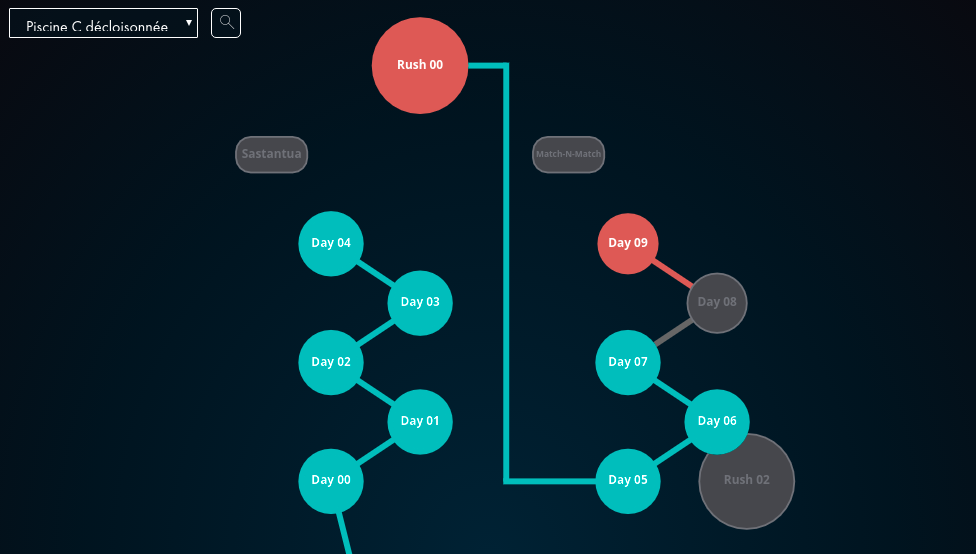 Piscine C décloisonnée
Rush 00
Sastantua
Match-N-Match
Day 04
Day 09
Day 03
Day 08
Day 02
Day 07
Day 01
Day 06
Day 00
Day 05
Rush 02